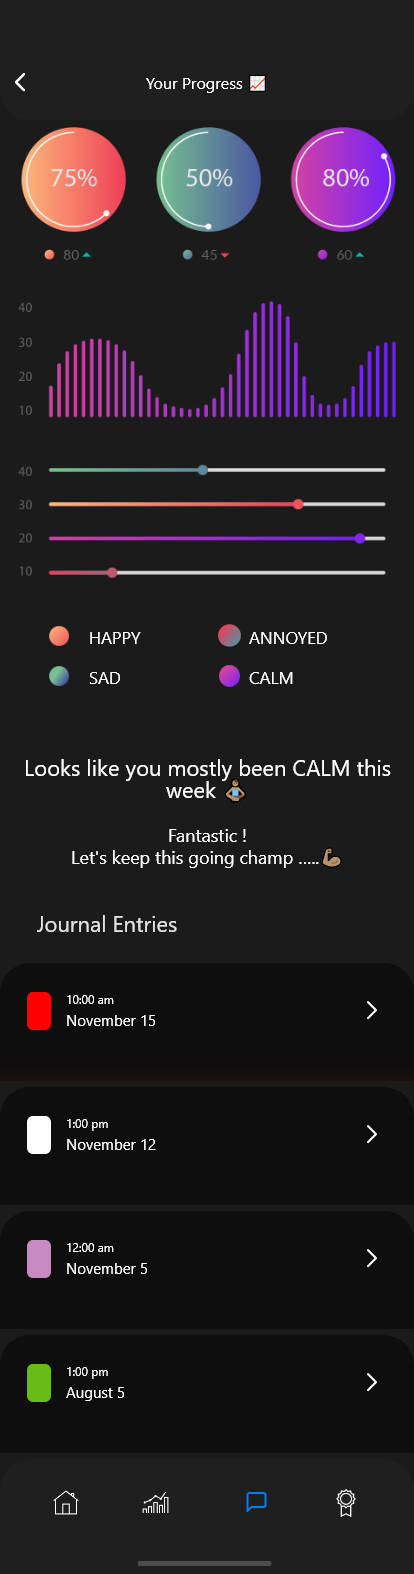 Your Progress 📈
75% 50% 80%
80 45 60
40
30
20
10
40
30
20
10
HAPPY ANNOYED
SAD CALM
Looks like you mostly been CALM this
week 🧘🏽
Fantastic !
Let's keep this going champ .....💪🏽
Journal Entries
10:00 am
November 15
1:00 pm
November 12
12:00 am
November 5
1:00 pm
August 5